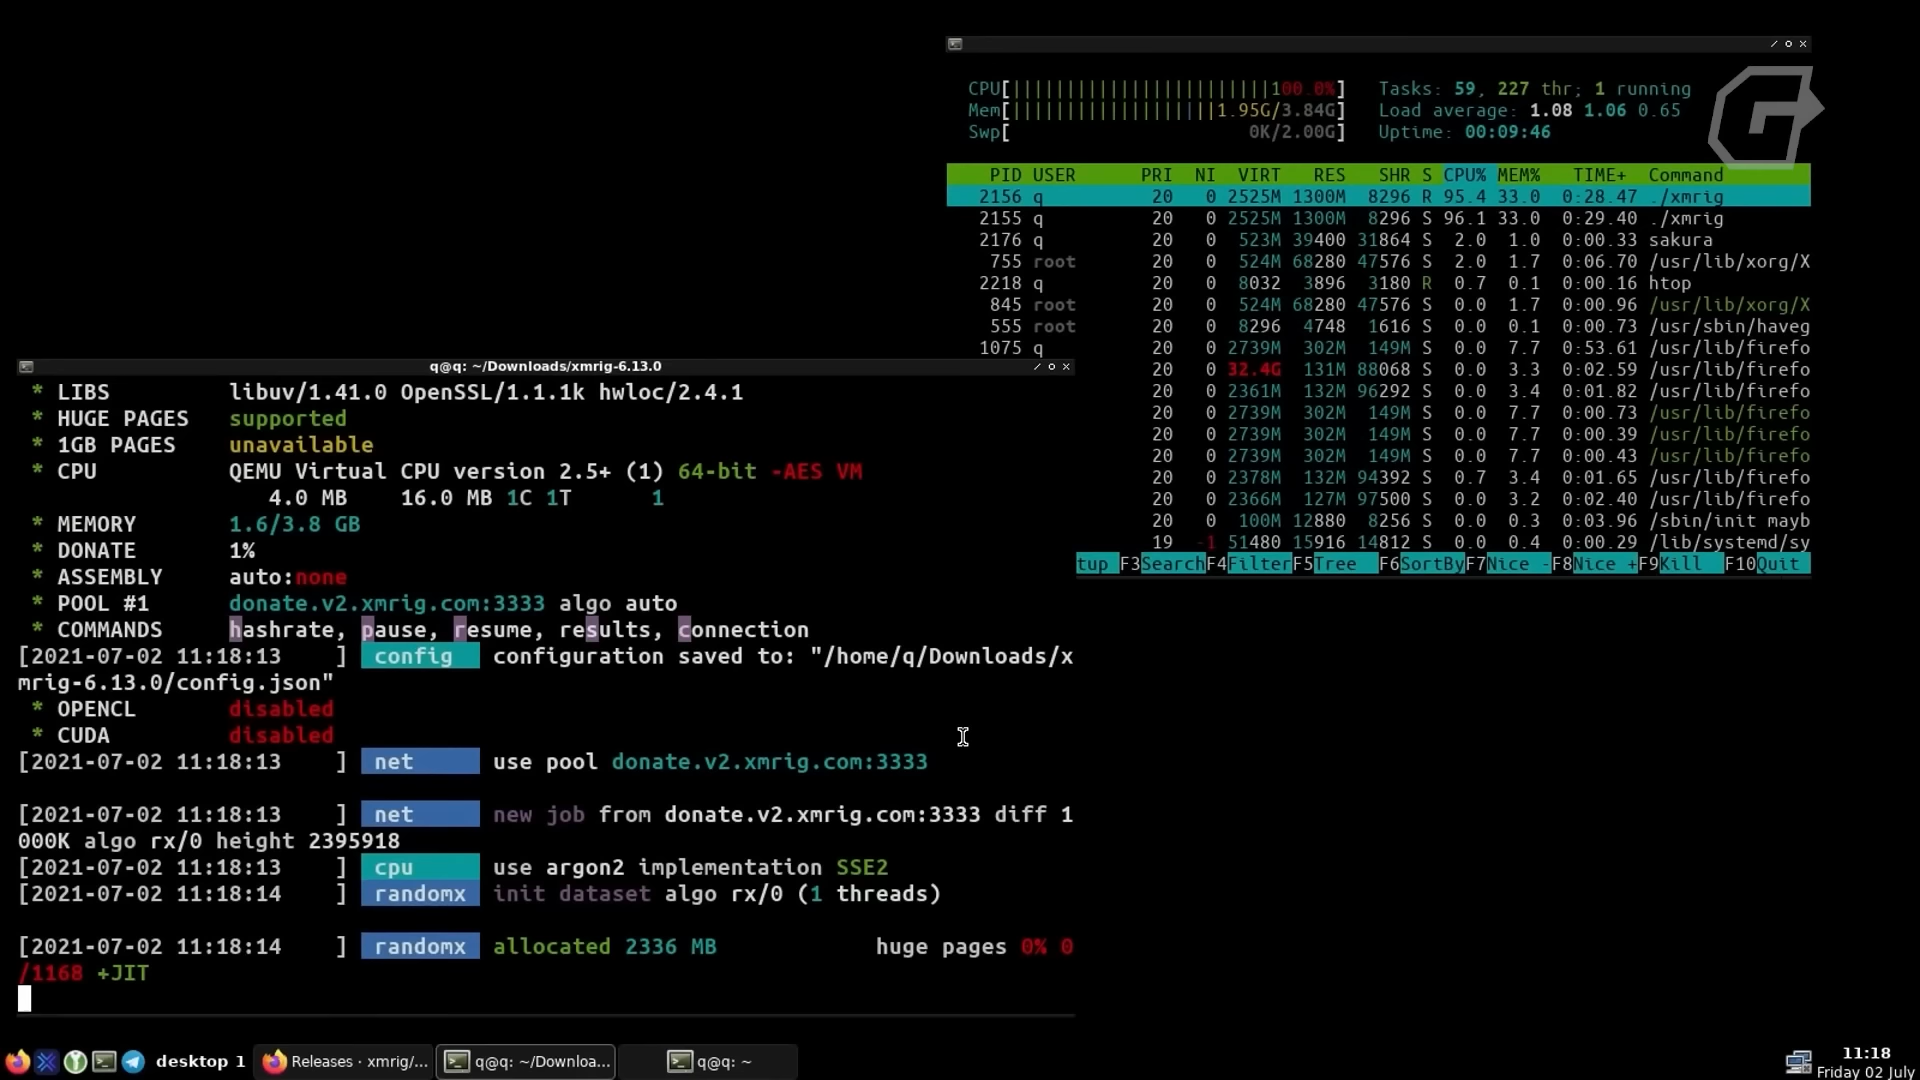 CPU[||||||||||||||||||||||||100.0%] Tasks: 59, 227 thr; 1 running
Mem[|||||||||||||||||||1.95G/3.84G] Load average: 1.08 1.06 0.65
Swp[ 0K/2.00G] Uptime: 00:09:46
PID USER PRI NI VIRT RES SHR S CPU% MEM% TIME+ Command
2156 q 20 0 2525M 1300M 8296 R 95.4 33.0 0:28.47 ./xmrig
2155 q 20 0 2525M 1300M 8296 S 96.1 33.0 0:29.40 ./xmrig
2176 q 20 0 523M 39400 31864 S 2.0 1.0 0:00.33 sakura
755 root 20 0 524M 68280 47576 S 2.0 1.7 0:06.70 /usr/lib/xorg/X
2218 q 20 0 8032 3896 3180 R 0.7 0.1 0:00.16 htop
845 root 20 0 524M 68280 47576 S 0.0 1.7 0:00.96 /usr/lib/xorg/X
555 root 20 0 8296 4748 1616 S 0.0 0.1 0:00.73 /usr/sbin/haveg
1075 q 20 0 2739M 302M 149M S 0.0 7.7 0:53.61 /usr/lib/firefo
20 0 32.4G 131M 88068 S 0.0 3.3 0:02.59 /usr/lib/firefo
20 0 2361M 132M 96292 S 0.0 3.4 0:01.82 /usr/lib/firefo
20 0 2739M 302M 149M S 0.0 7.7 0:00.73 /usr/lib/firefo
20 0 2739M 302M 149M S 0.0 7.7 0:00.39 /usr/lib/firefo
20 0 2739M 302M 149M S 0.0 7.7 0:00.43 /usr/lib/firefo
20 0 2378M 132M 94392 S 0.7 3.4 0:01.65 /usr/lib/firefo
20 0 2366M 127M 97500 S 0.0 3.2 0:02.40 /usr/lib/firefo
20 0 100M 12880 8256 S 0.0 0.3 0:03.96 /sbin/init mayb
19 -1 51480 15916 14812 S 0.0 0.4 0:00.29 /lib/systemd/sy
tup F3Search F4Filter F5Tree F6SortBy F7Nice - F8Nice + F9Kill F10Quit
q@q: ~/Downloads/xmrig-6.13.0
* LIBS libuv/1.41.0 OpenSSL/1.1.1k hwloc/2.4.1
* HUGE PAGES supported
* 1GB PAGES unavailable
* CPU QEMU Virtual CPU version 2.5+ (1) 64-bit -AES VM
4.0 MB 16.0 MB 1C 1T 1
* MEMORY 1.6/3.8 GB
* DONATE 1%
* ASSEMBLY auto:none
* POOL #1 donate.v2.xmrig.com:3333 algo auto
* COMMANDS hashrate, pause, resume, results, connection
[2021-07-02 11:18:13 ] config configuration saved to: "/home/q/Downloads/x
mrig-6.13.0/config.json"
* OPENCL disabled
* CUDA disabled
[2021-07-02 11:18:13 ] net use pool donate.v2.xmrig.com:3333
[2021-07-02 11:18:13 ] net new job from donate.v2.xmrig.com:3333 diff 1
000K algo rx/0 height 2395918
[2021-07-02 11:18:13 ] cpu use argon2 implementation SSE2
[2021-07-02 11:18:14 ] randomx init dataset algo rx/0 (1 threads)
[2021-07-02 11:18:14 ] randomx allocated 2336 MB huge pages 0% 0
/1168 +JIT
desktop 1 Releases · xmrig/... q@q: ~/Downloa... q@q: ~ 11:18
Friday 02 July